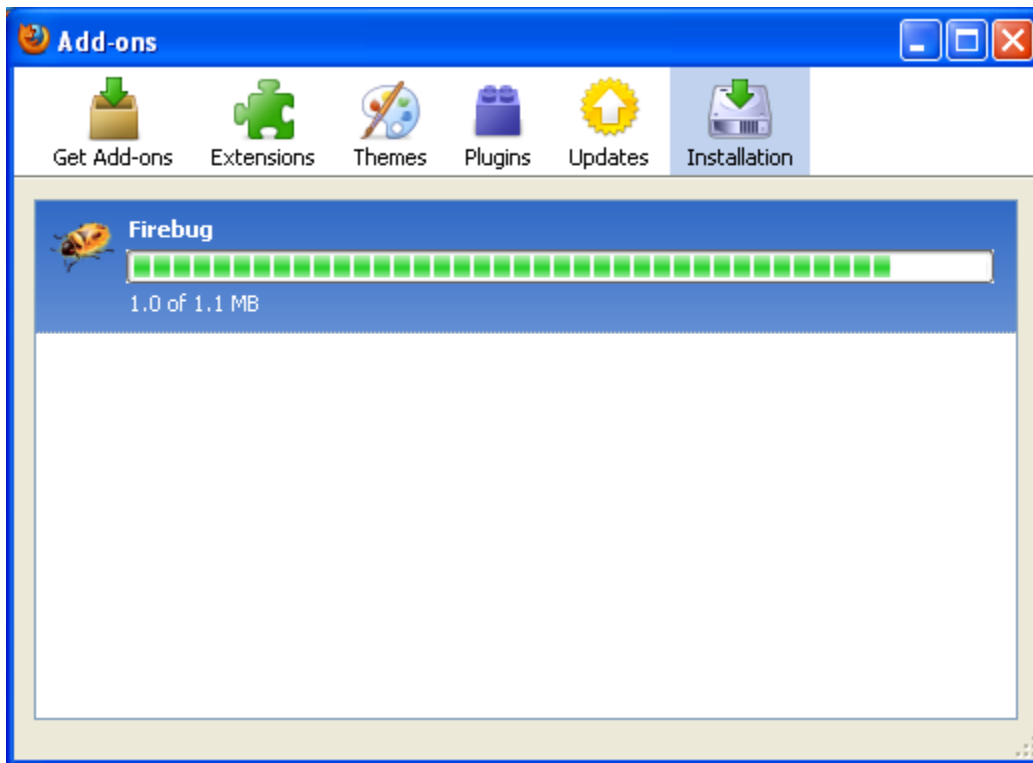 Add-ons
Get Add-ons Extensions Themes Plugins Updates Installation
Firebug
1.0 of 1.1 MB